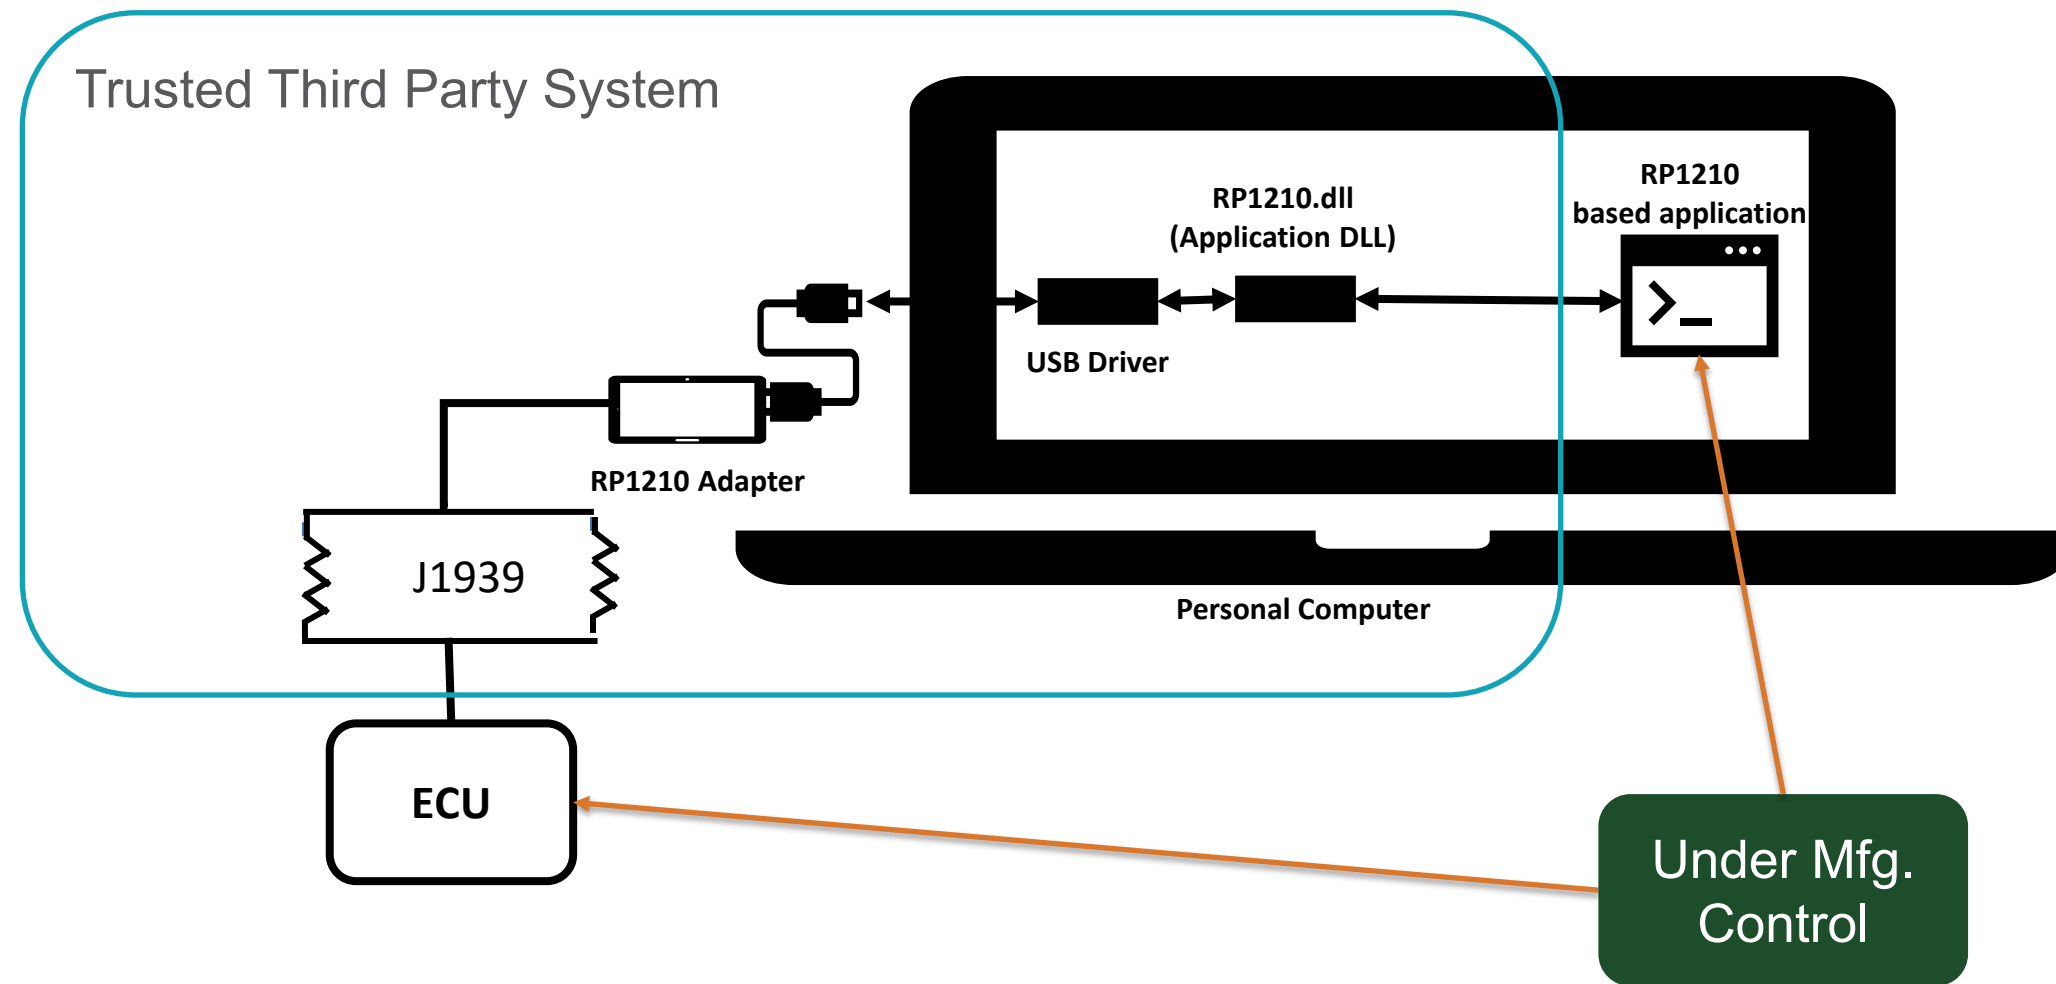 Trusted Third Party System
RP1210
based application
RP1210.dll
(Application DLL)
>_
USB Driver
RP1210 Adapter
J1939
Personal Computer
ECU
Under Mfg.
Control